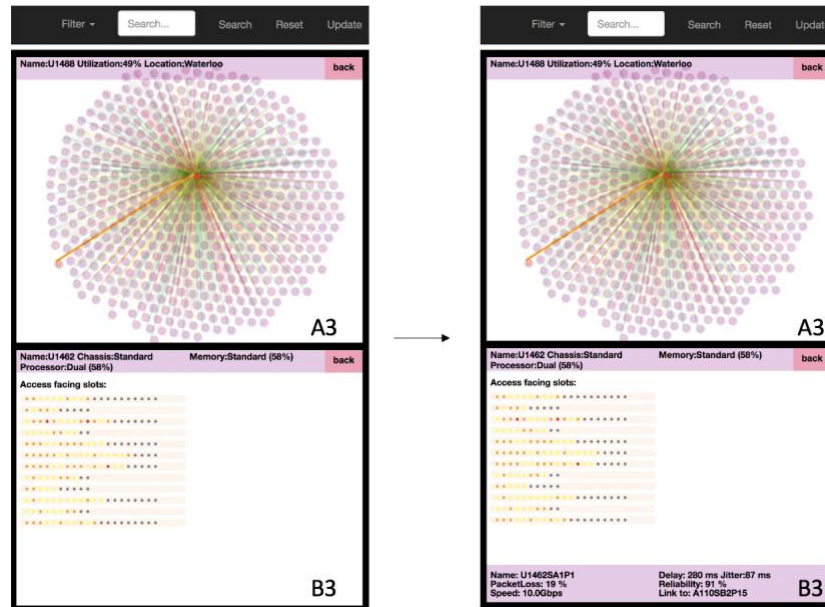 Filter Search... Search Reset Update
Name:U1488 Utilization:49% Location:Waterloo back
A3
Name:U1462 Chassis:Standard Memory:Standard (58%) back
Processor:Dual (58%)
Access facing slots:
B3
Filter Search... Search Reset Updat
Name:U1488 Utilization:49% Location:Waterloo back
A3
Name:U1462 Chassis:Standard Memory:Standard (58%) back
Processor:Dual (58%)
Access facing slots:
Name: U1462SA1P1 Delay: 280 ms Jitter:87 ms
PacketLoss: 19 % Reliability: 91 %
Speed: 10.0Gbps Link to: A110SB2P15
B3